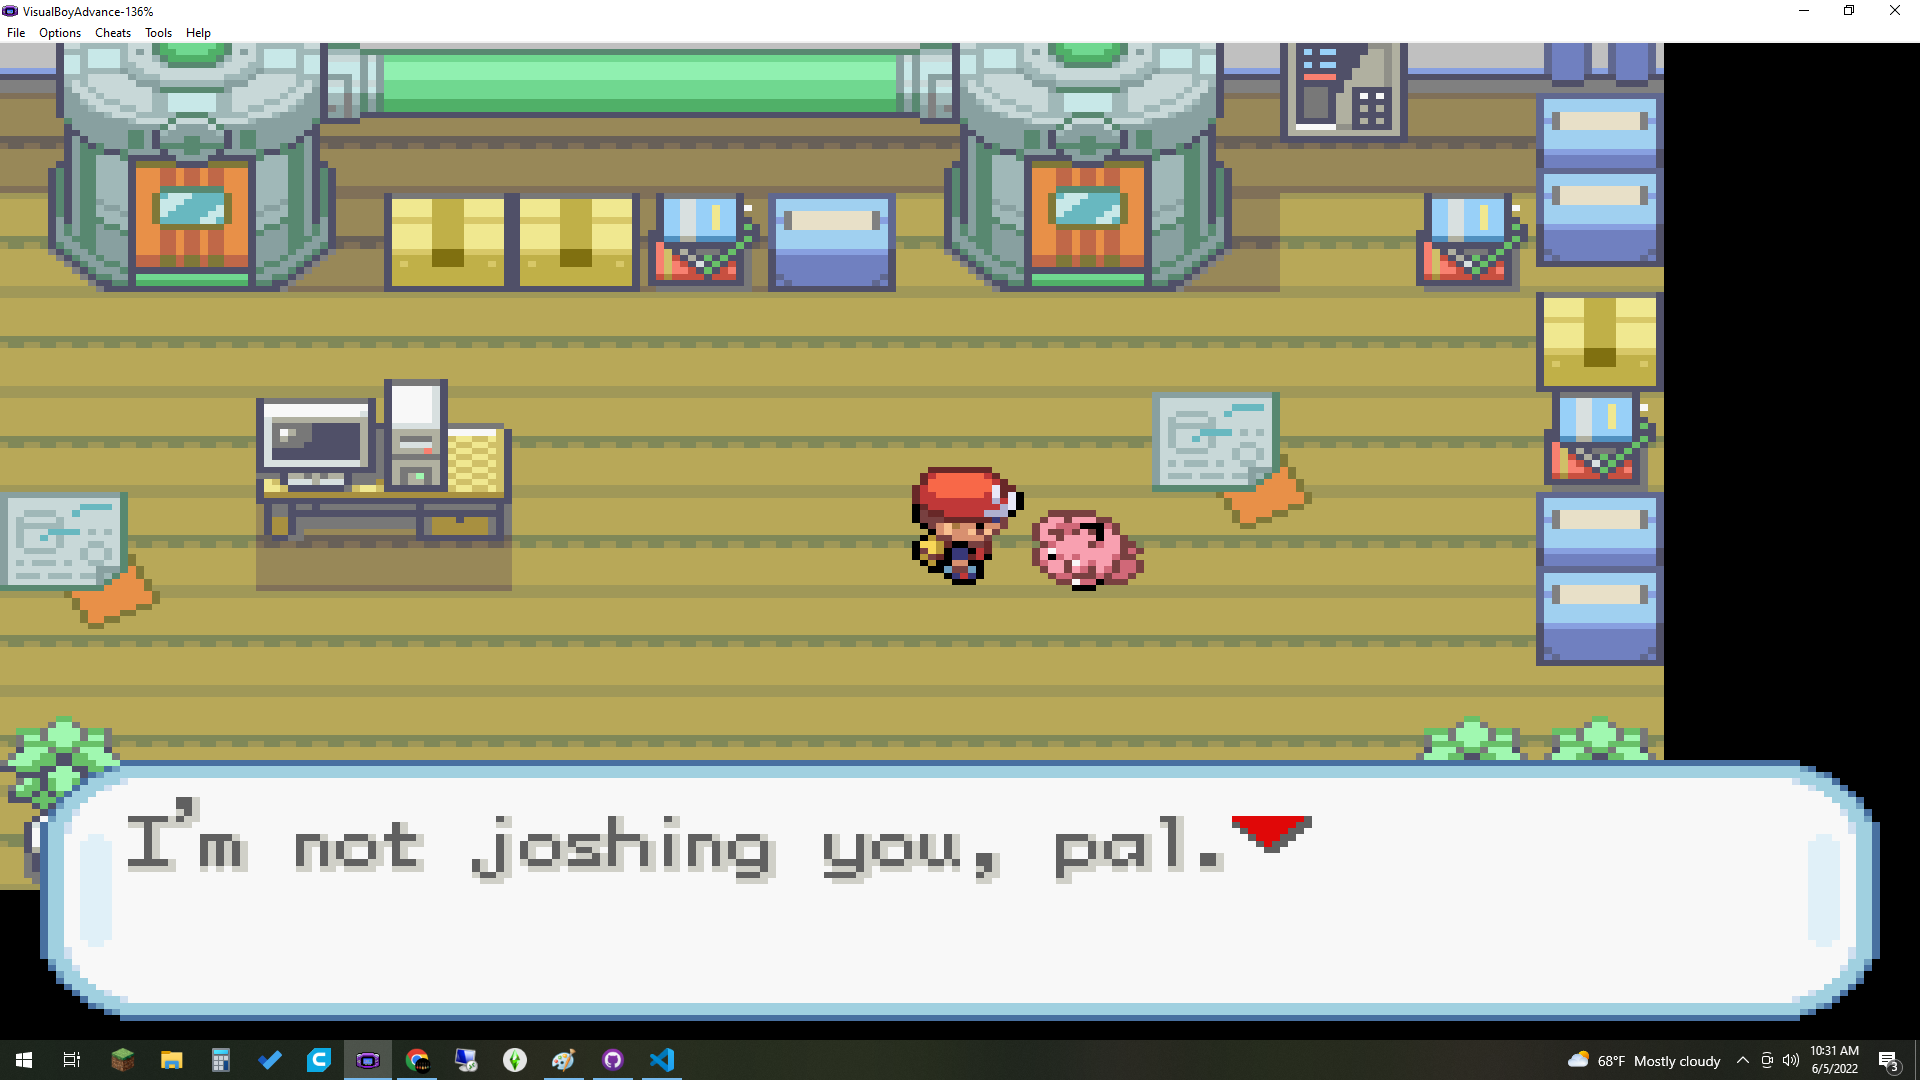 VisualBoyAdvance-136%
File Options Cheats Tools Help
I'm not joshing you, pal.
68°F Mostly cloudy
10:31 AM
6/5/2022
3